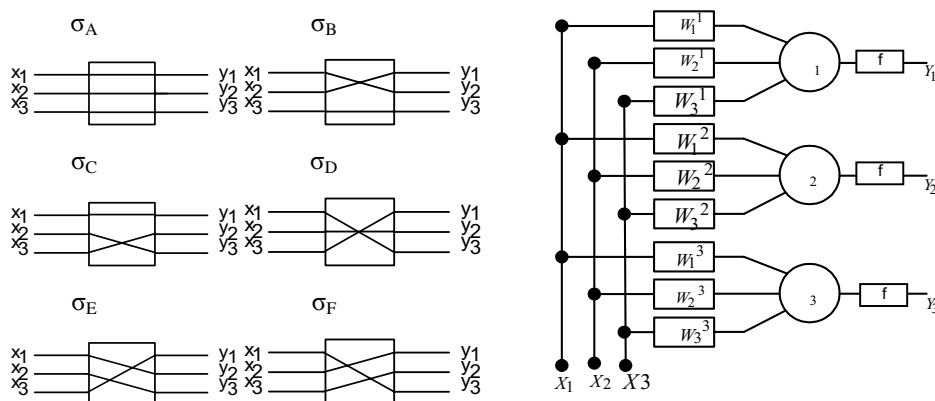 σA σB
x1 y1 x1 y1
x2 y2 x2 y2
x3 y3 x3 y3
σC σD
x1 y1 x1 y1
x2 y2 x2 y2
x3 y3 x3 y3
σE σF
x1 y1 x1 y1
x2 y2 x2 y2
x3 y3 x3 y3
W1^1
W2^1 1 f Y1
W3^1
W1^2
W2^2 2 f Y2
W3^2
W1^3
W2^3 3 f Y3
W3^3
X1 X2 X3